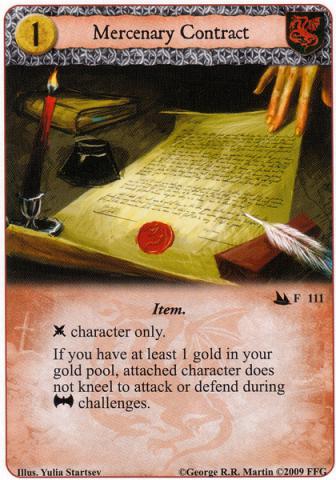 1
Mercenary Contract
F 111
Item.
character only.
If you have at least 1 gold in your
gold pool, attached character does
not kneel to attack or defend during
challenges.
Illus. Yulia Startsev ©George R.R. Martin ©2009 FFG